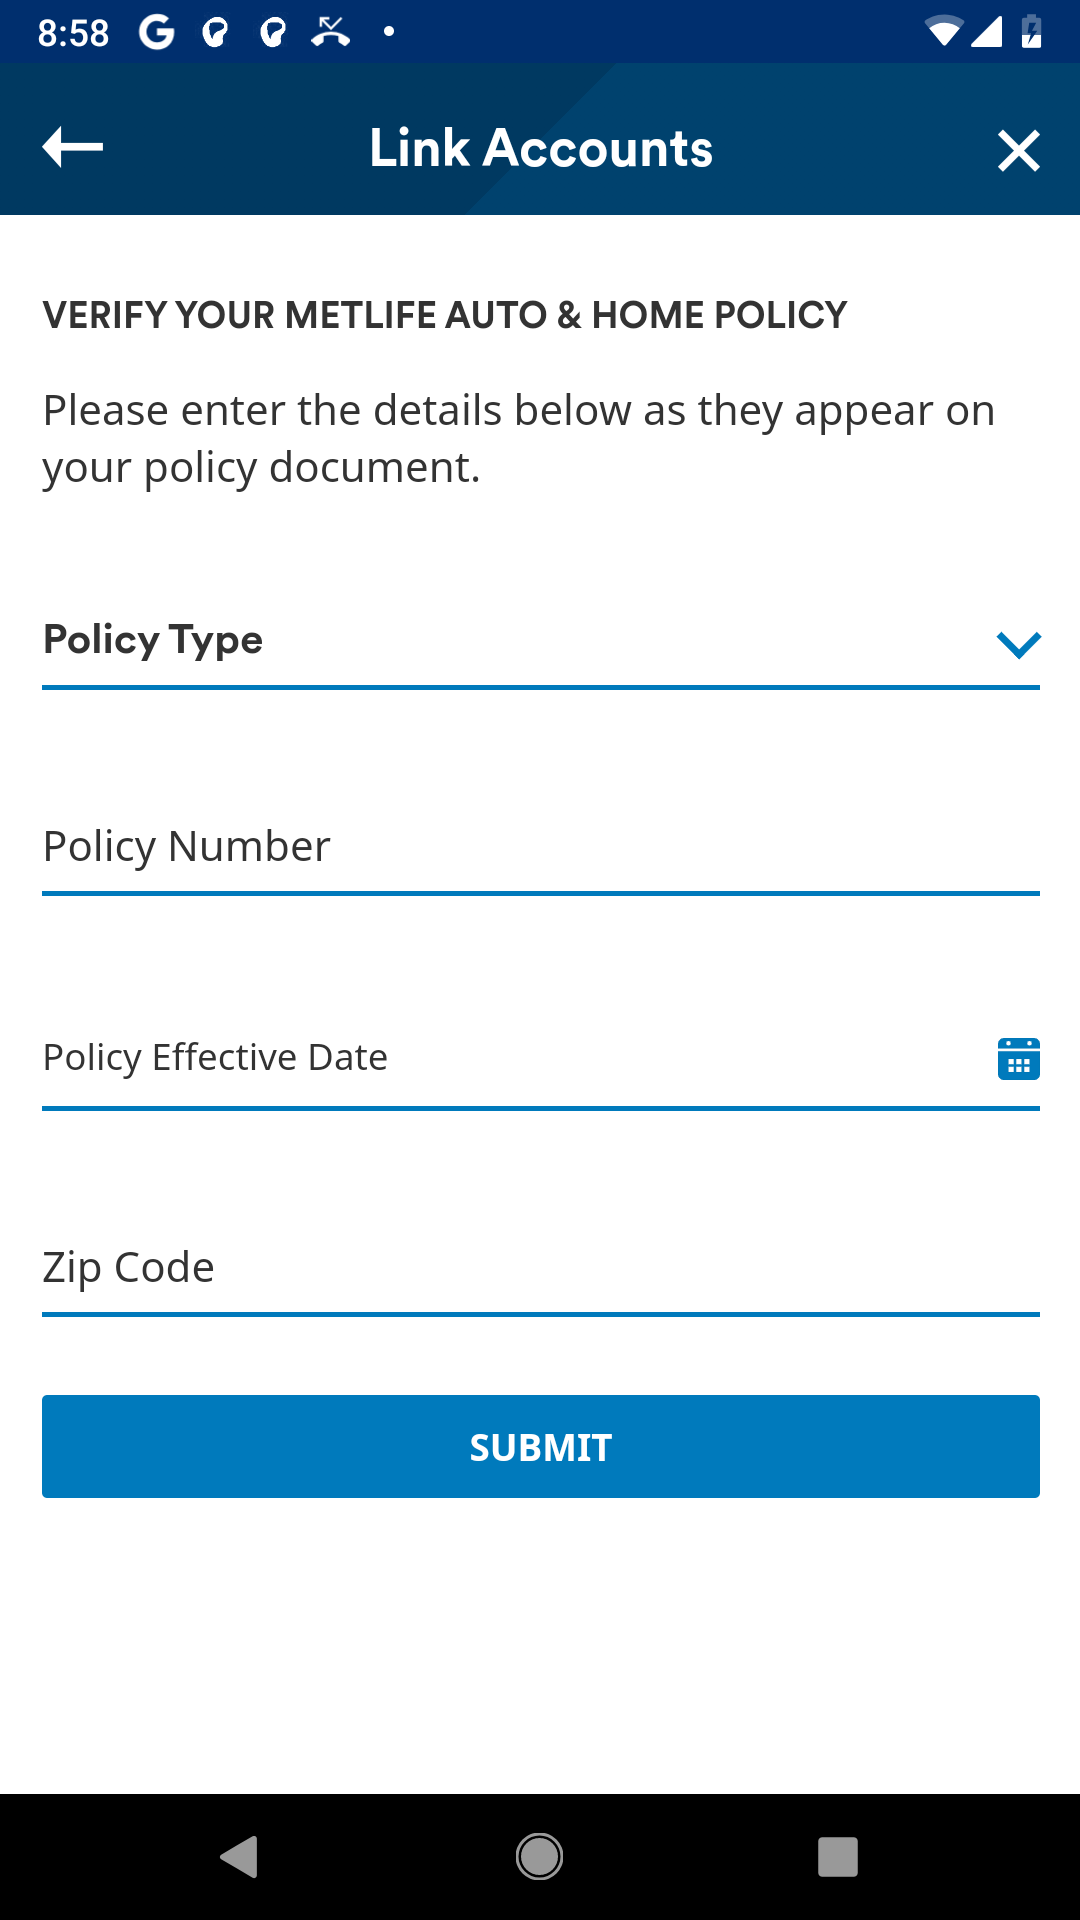 8:58
Link Accounts
VERIFY YOUR METLIFE AUTO & HOME POLICY
Please enter the details below as they appear on
your policy document.
Policy Type
Policy Number
Policy Effective Date
Zip Code
SUBMIT